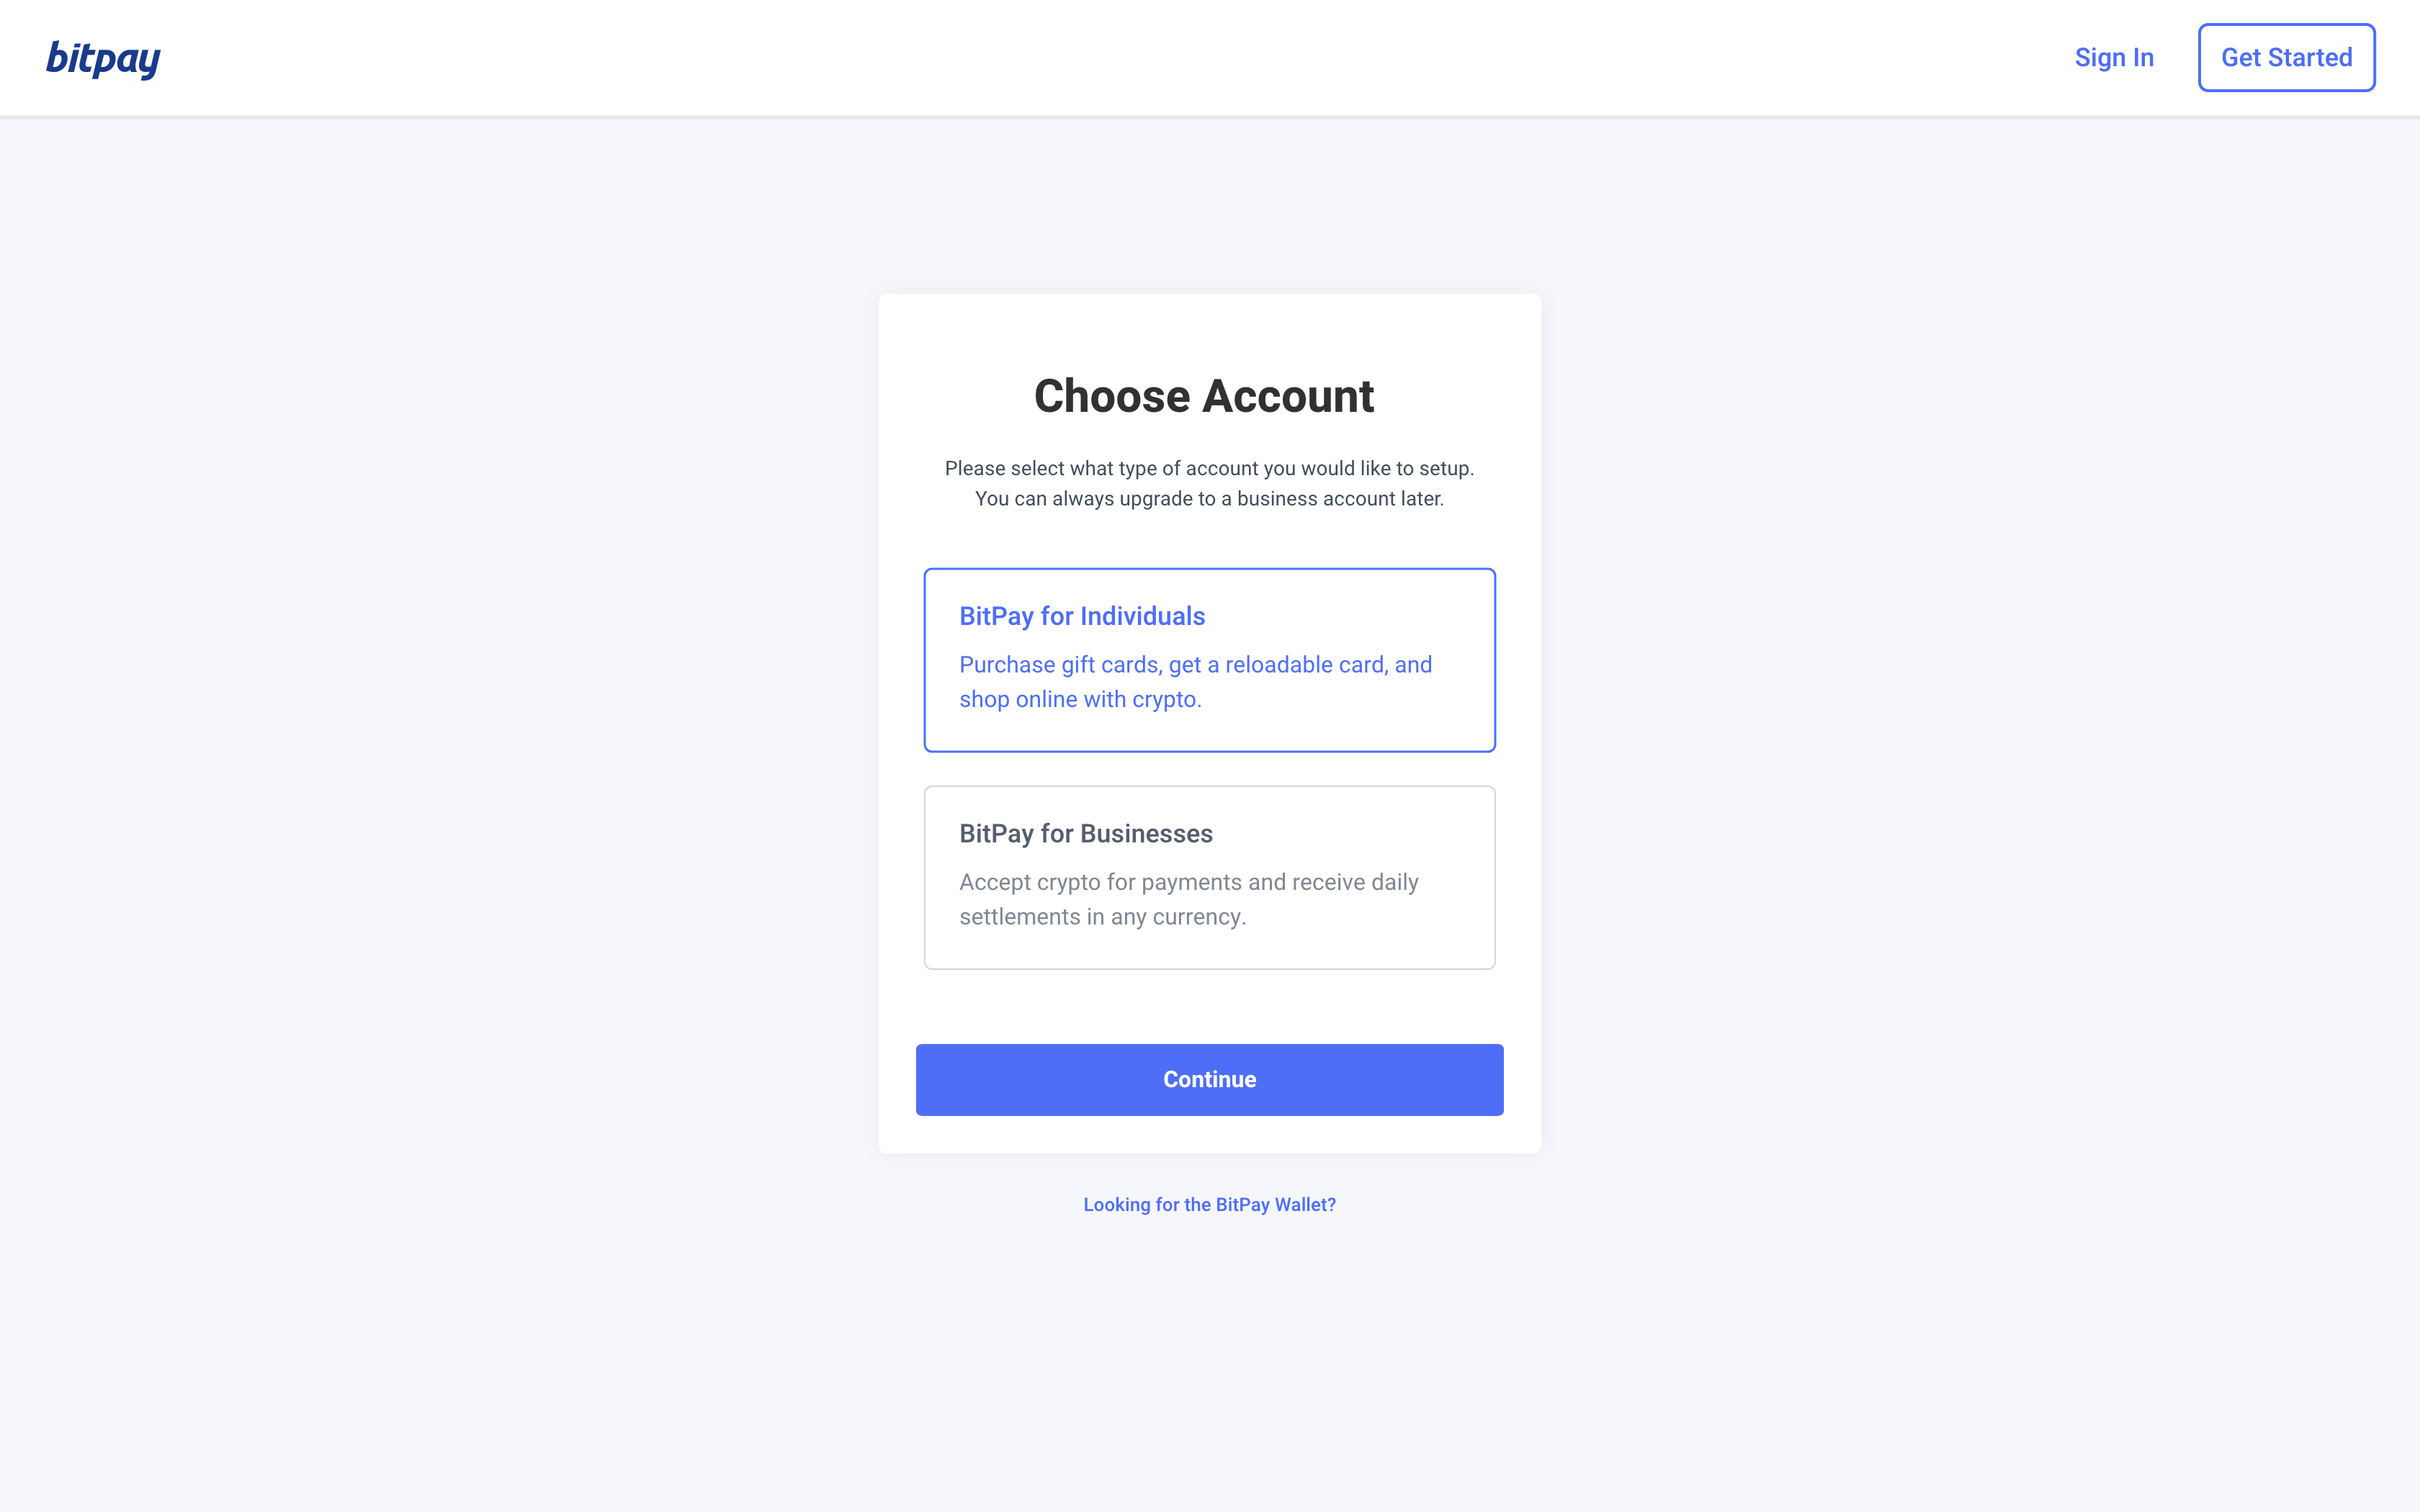 bitpay
Sign In
Get Started
Choose Account
Please select what type of account you would like to setup.
You can always upgrade to a business account later.
BitPay for Individuals
Purchase gift cards, get a reloadable card, and
shop online with crypto.
BitPay for Businesses
Accept crypto for payments and receive daily
settlements in any currency.
Continue
Looking for the BitPay Wallet?